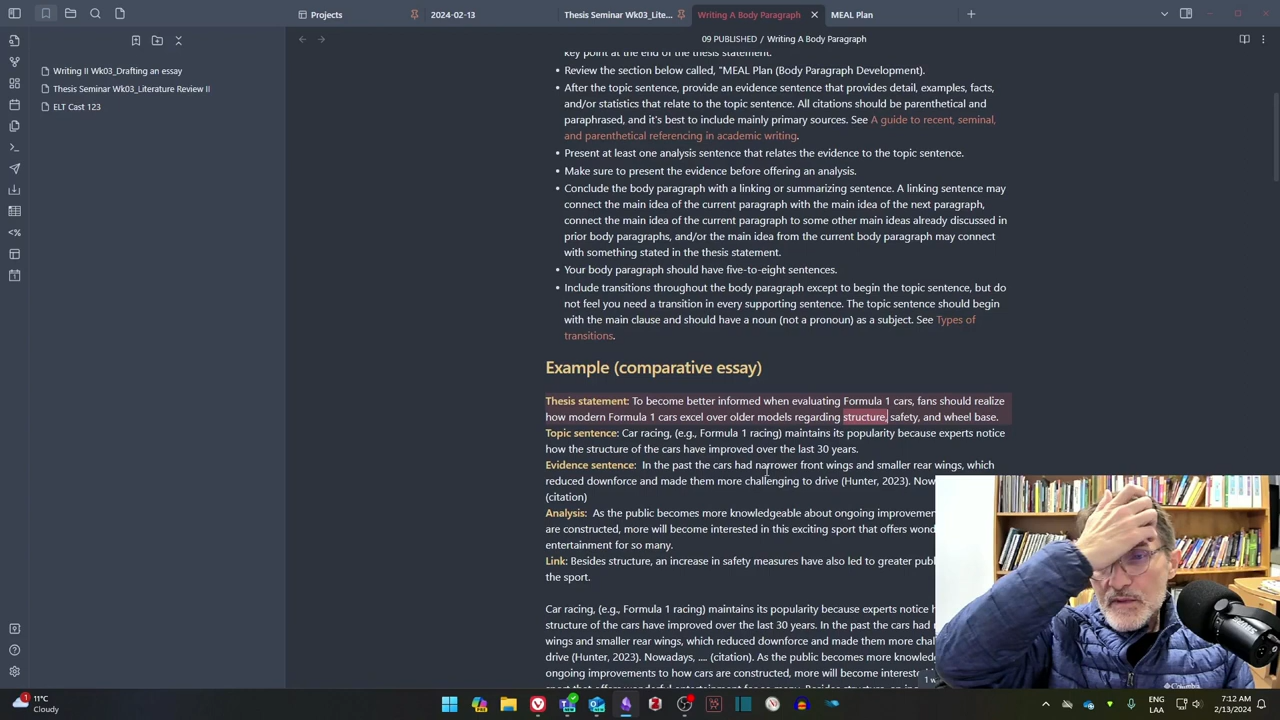 Projects
2024-02-13
Thesis Seminar Wk03_Lite...
Writing A Body Paragraph
MEAL Plan
09 PUBLISHED / Writing A Body Paragraph
Writing II Wk03_Drafting an essay
Thesis Seminar Wk03_Literature Review II
ELT Cast 123
key point at the end of the thesis statement.
• Review the section below called, "MEAL Plan (Body Paragraph Development).
• After the topic sentence, provide an evidence sentence that provides detail, examples, facts,
and/or statistics that relate to the topic sentence. All citations should be parenthetical and
paraphrased, and it's best to include mainly primary sources. See A guide to recent, seminal,
and parenthetical referencing in academic writing.
• Present at least one analysis sentence that relates the evidence to the topic sentence.
• Make sure to present the evidence before offering an analysis.
• Conclude the body paragraph with a linking or summarizing sentence. A linking sentence may
connect the main idea of the current paragraph with the main idea of the next paragraph,
connect the main idea of the current paragraph to some other main ideas already discussed in
prior body paragraphs, and/or the main idea from the current body paragraph may connect
with something stated in the thesis statement.
• Your body paragraph should have five-to-eight sentences.
• Include transitions throughout the body paragraph except to begin the topic sentence, but do
not feel you need a transition in every supporting sentence. The topic sentence should begin
with the main clause and should have a noun (not a pronoun) as a subject. See Types of
transitions.
Example (comparative essay)
Thesis statement: To become better informed when evaluating Formula 1 cars, fans should realize
how modern Formula 1 cars excel over older models regarding structure, safety, and wheel base.
Topic sentence: Car racing, (e.g., Formula 1 racing) maintains its popularity because experts notice
how the structure of the cars have improved over the last 30 years.
Evidence sentence: In the past the cars had narrower front wings and smaller rear wings, which
reduced downforce and made them more challenging to drive (Hunter, 2023). Now
(citation)
Analysis: As the public becomes more knowledgeable about ongoing improvemen
are constructed, more will become interested in this exciting sport that offers wond
entertainment for so many.
Link: Besides structure, an increase in safety measures have also led to greater publ
the sport.
Car racing, (e.g., Formula 1 racing) maintains its popularity because experts notice h
structure of the cars have improved over the last 30 years. In the past the cars had n
wings and smaller rear wings, which reduced downforce and made them more chall
drive (Hunter, 2023). Nowadays, .... (citation). As the public becomes more knowledg
ongoing improvements to how cars are constructed, more will become interested
1
11°C
Cloudy
ENG
LAA
7:12 AM
2/13/2024